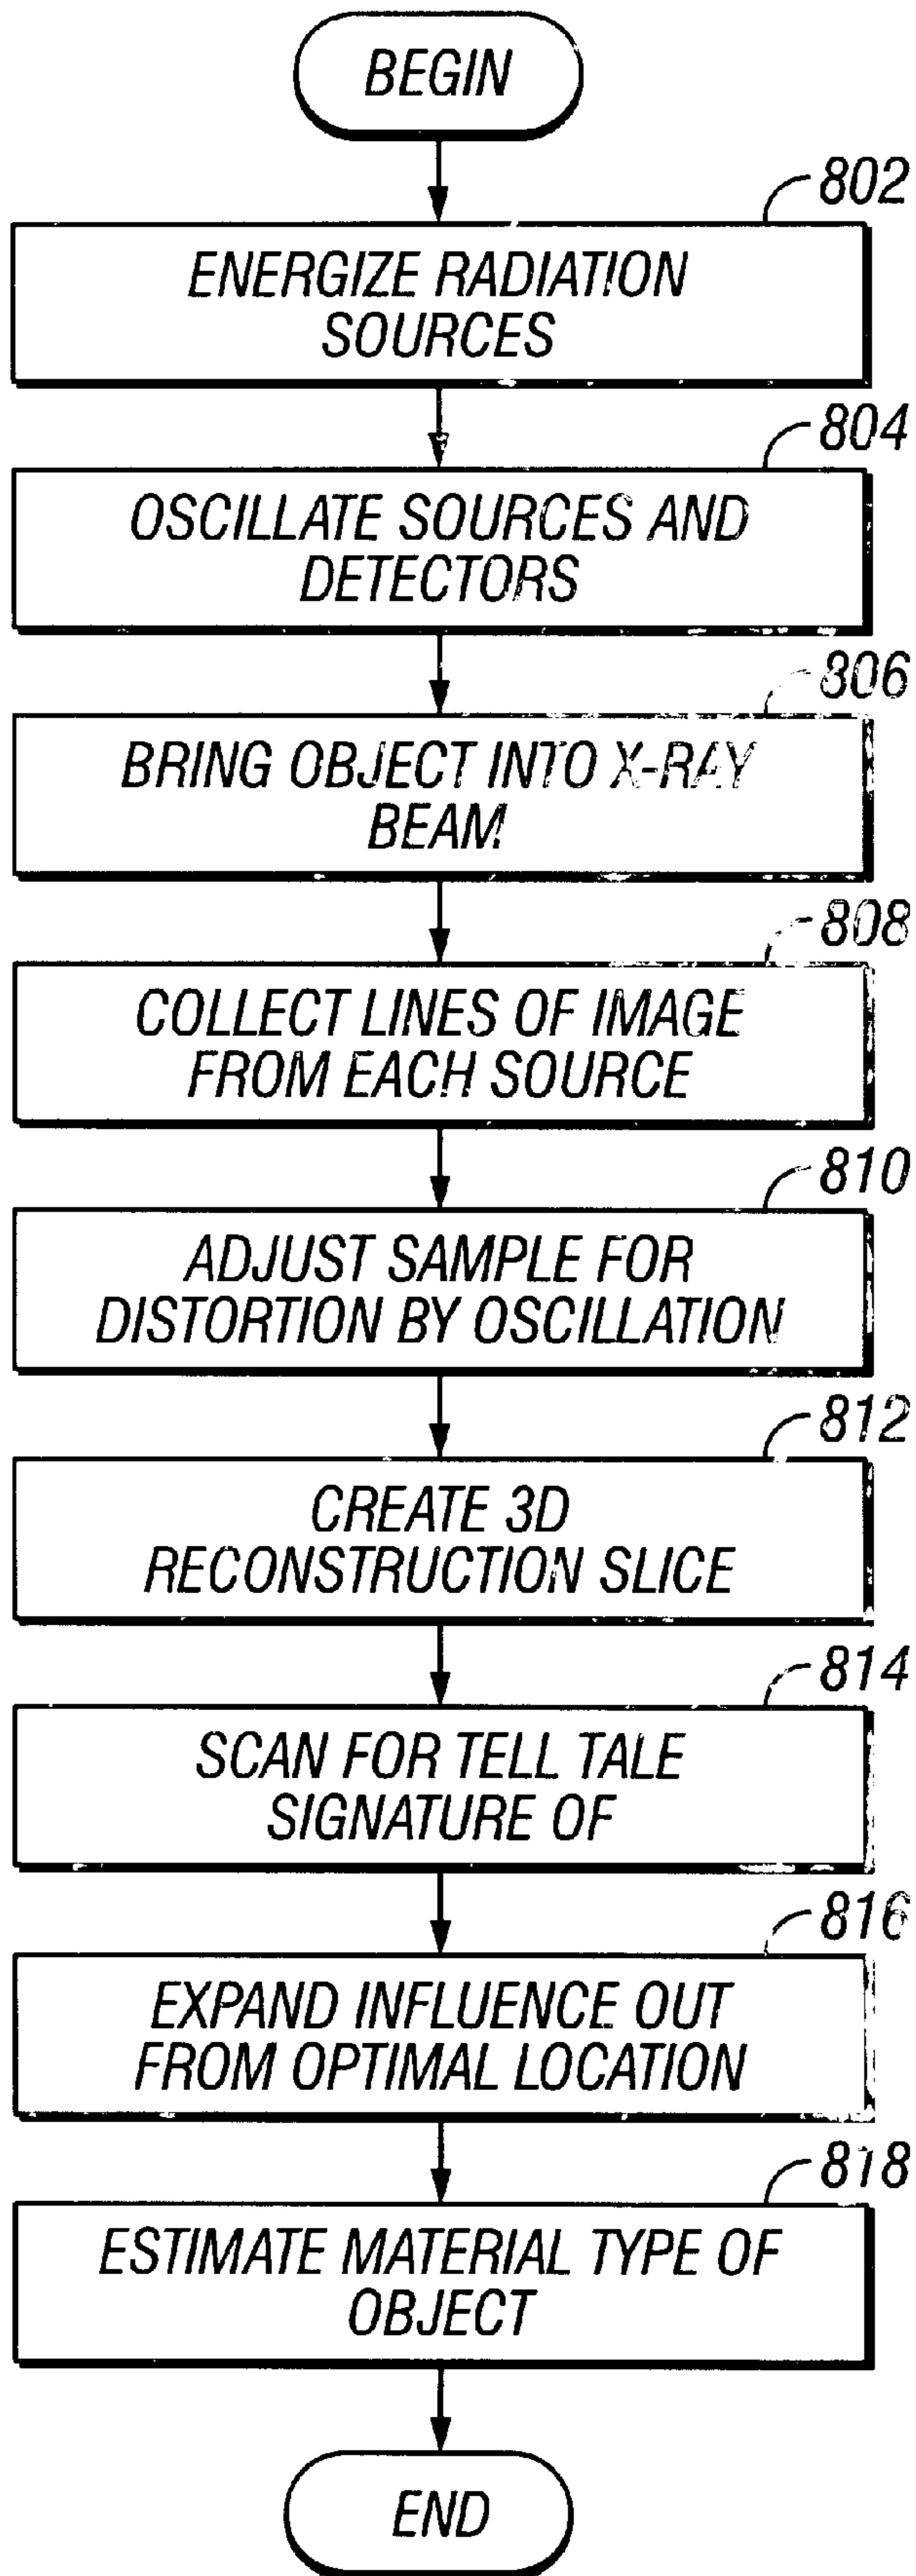 BEGIN
802
ENERGIZE RADIATION
SOURCES
804
OSCILLATE SOURCES AND
DETECTORS
806
BRING OBJECT INTO X-RAY
BEAM
808
COLLECT LINES OF IMAGE
FROM EACH SOURCE
810
ADJUST SAMPLE FOR
DISTORTION BY OSCILLATION
812
CREATE 3D
RECONSTRUCTION SLICE
814
SCAN FOR TELL TALE
SIGNATURE OF
816
EXPAND INFLUENCE OUT
FROM OPTIMAL LOCATION
818
ESTIMATE MATERIAL TYPE OF
OBJECT
END